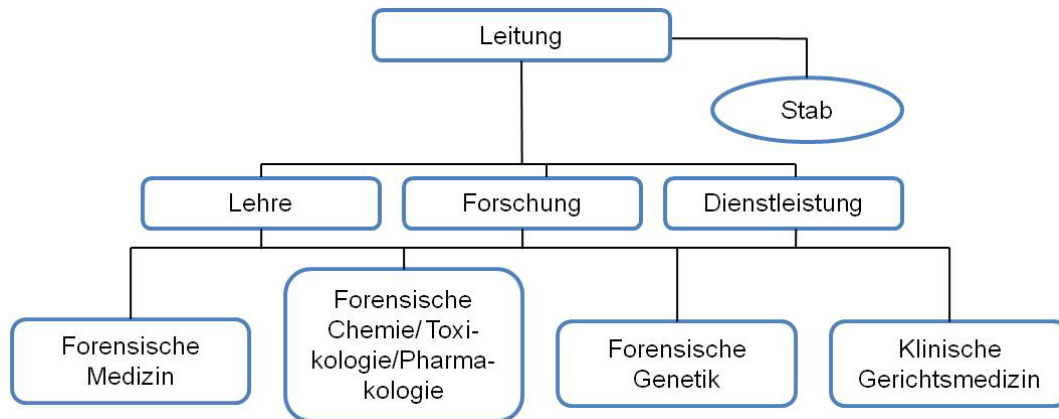 Leitung
Stab
Lehre
Forschung
Dienstleistung
Forensische
Medizin
Forensische
Chemie/Toxi-
kologie/Pharma-
kologie
Forensische
Genetik
Klinische
Gerichtsmedizin